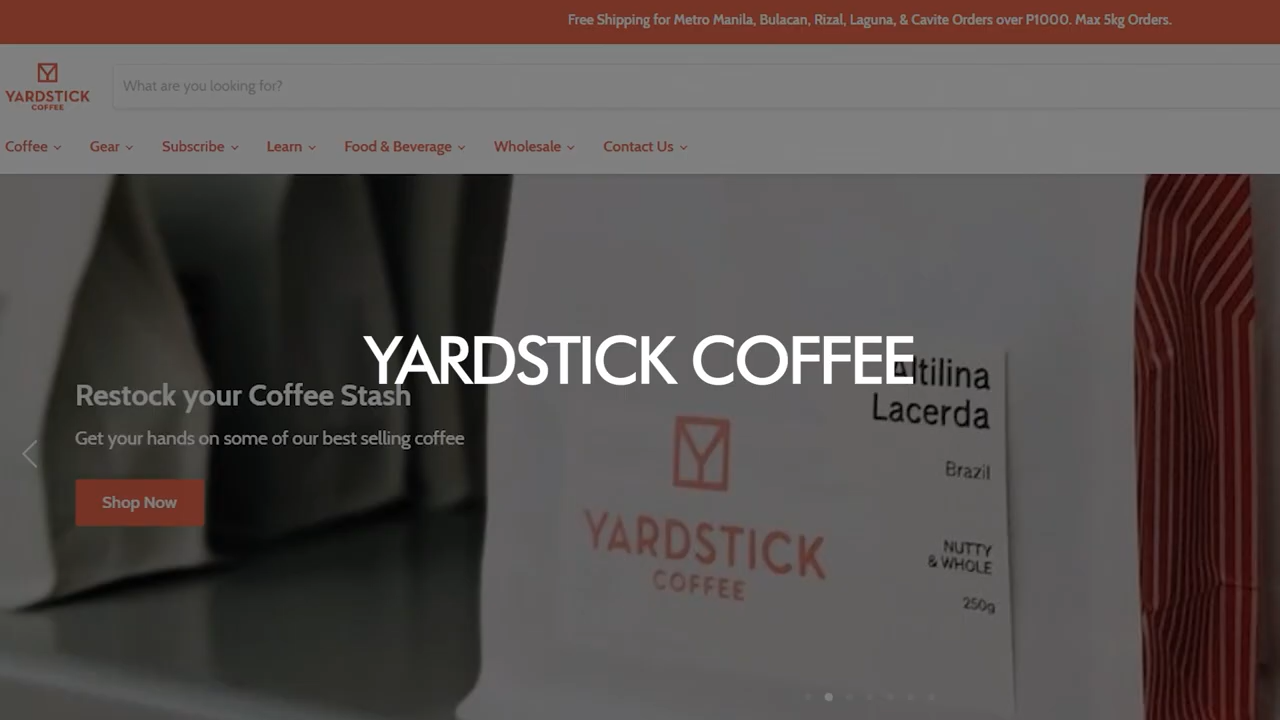 Free Shipping for Metro Manila, Bulacan, Rizal, Laguna, & Cavite Orders over P1000. Max 5kg Orders.
YARDSTICK
COFFEE
What are you looking for?
Coffee Gear Subscribe Learn Food & Beverage Wholesale Contact Us
YARDSTICK COFFEE
Restock your Coffee Stash
Get your hands on some of our best selling coffee
Shop Now
Altilina
Lacerda
Brazil
YARDSTICK
COFFEE
NUTTY
& WHOLE
250g